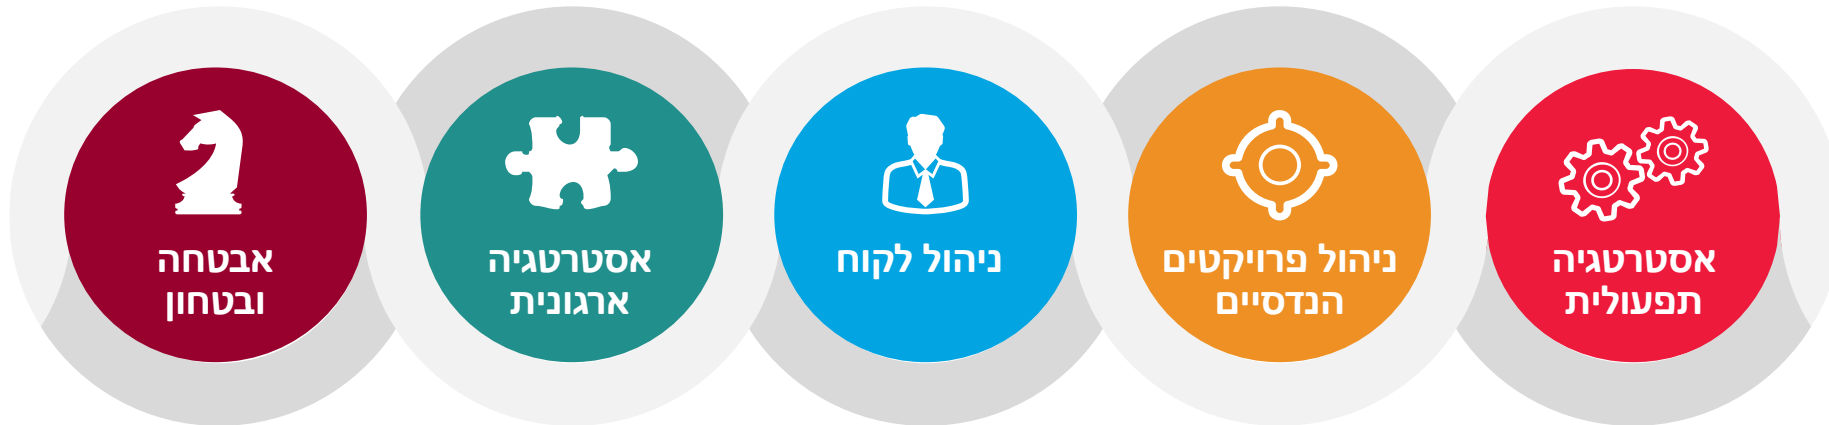 אסטרטגיה
תפעולית
ניהול פרויקטים
הנדסיים
ניהול לקוח
אסטרטגיה
ארגונית
אבטחה
ובטחון